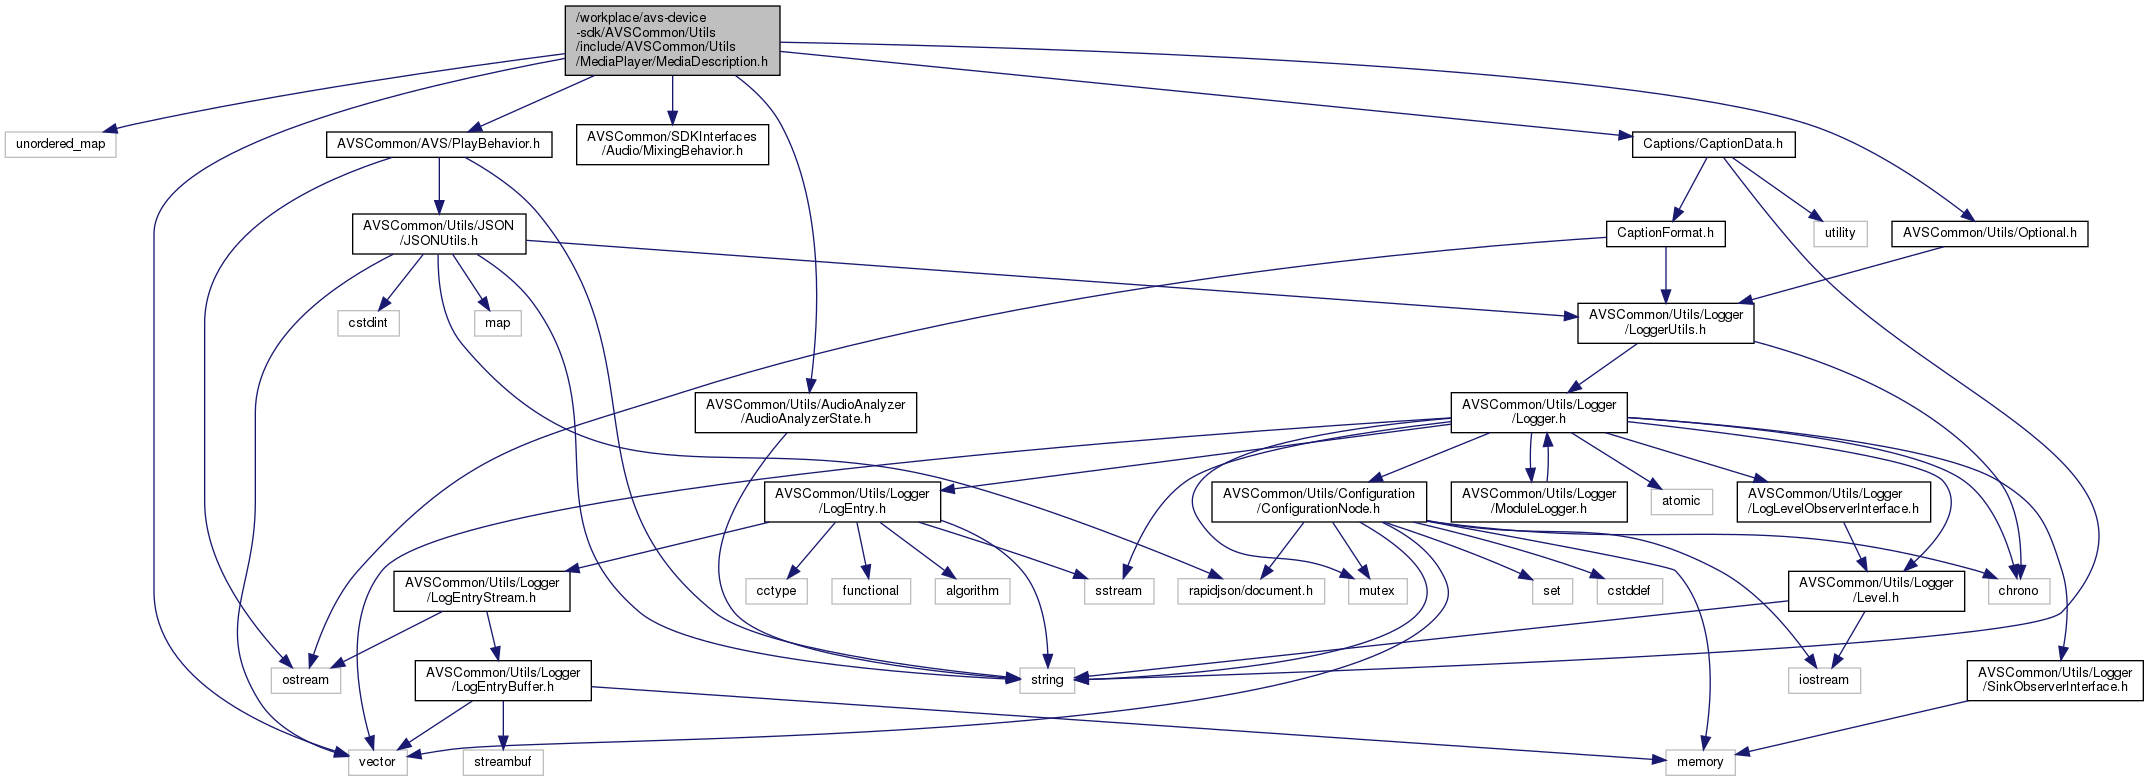 /workplace/avs-device
-sdk/AVSCommon/Utils
/include/AVSCommon/Utils
/MediaPlayer/MediaDescription.h
unordered_map
AVSCommon/AVS/PlayBehavior.h
AVSCommon/SDKInterfaces
/Audio/MixingBehavior.h
Captions/CaptionData.h
AVSCommon/Utils/JSON
/JSONUtils.h
CaptionFormat.h
utility
AVSCommon/Utils/Optional.h
cstdint
map
AVSCommon/Utils/Logger
/LoggerUtils.h
AVSCommon/Utils/AudioAnalyzer
/AudioAnalyzerState.h
AVSCommon/Utils/Logger
/Logger.h
AVSCommon/Utils/Logger
/LogEntry.h
AVSCommon/Utils/Configuration
/ConfigurationNode.h
AVSCommon/Utils/Logger
/ModuleLogger.h
atomic
AVSCommon/Utils/Logger
/LogLevelObserverInterface.h
AVSCommon/Utils/Logger
/LogEntryStream.h
cctype
functional
algorithm
sstream
rapidjson/document.h
mutex
set
cstddef
AVSCommon/Utils/Logger
/Level.h
chrono
ostream
AVSCommon/Utils/Logger
/LogEntryBuffer.h
string
iostream
AVSCommon/Utils/Logger
/SinkObserverInterface.h
vector
streambuf
memory